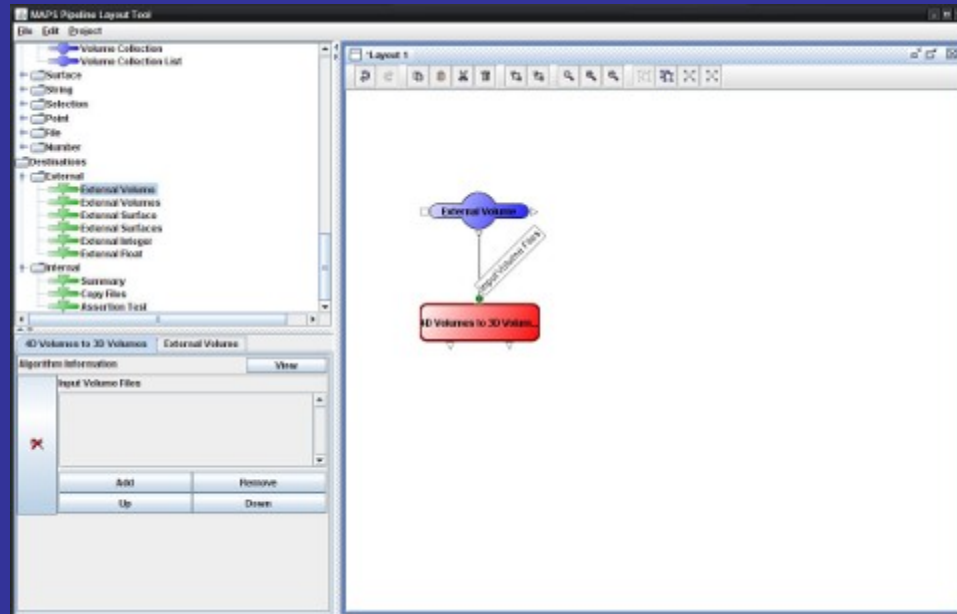 MAPS Pipeline Layout Tool
File Edit Project
Volume Collection
Volume Collection List
Surface
String
Selection
Point
File
Number
Destinations
External
External Volume
External Volumes
External Surface
External Surfaces
External Integer
External Float
Internal
Summary
Copy Files
Assertion Test
4D Volumes to 3D Volumes External Volume
Algorithm Information View
Input Volume Files
Add Remove
Up Down
*Layout 1
External Volume
Input Volume Files
4D Volumes to 3D Volum...